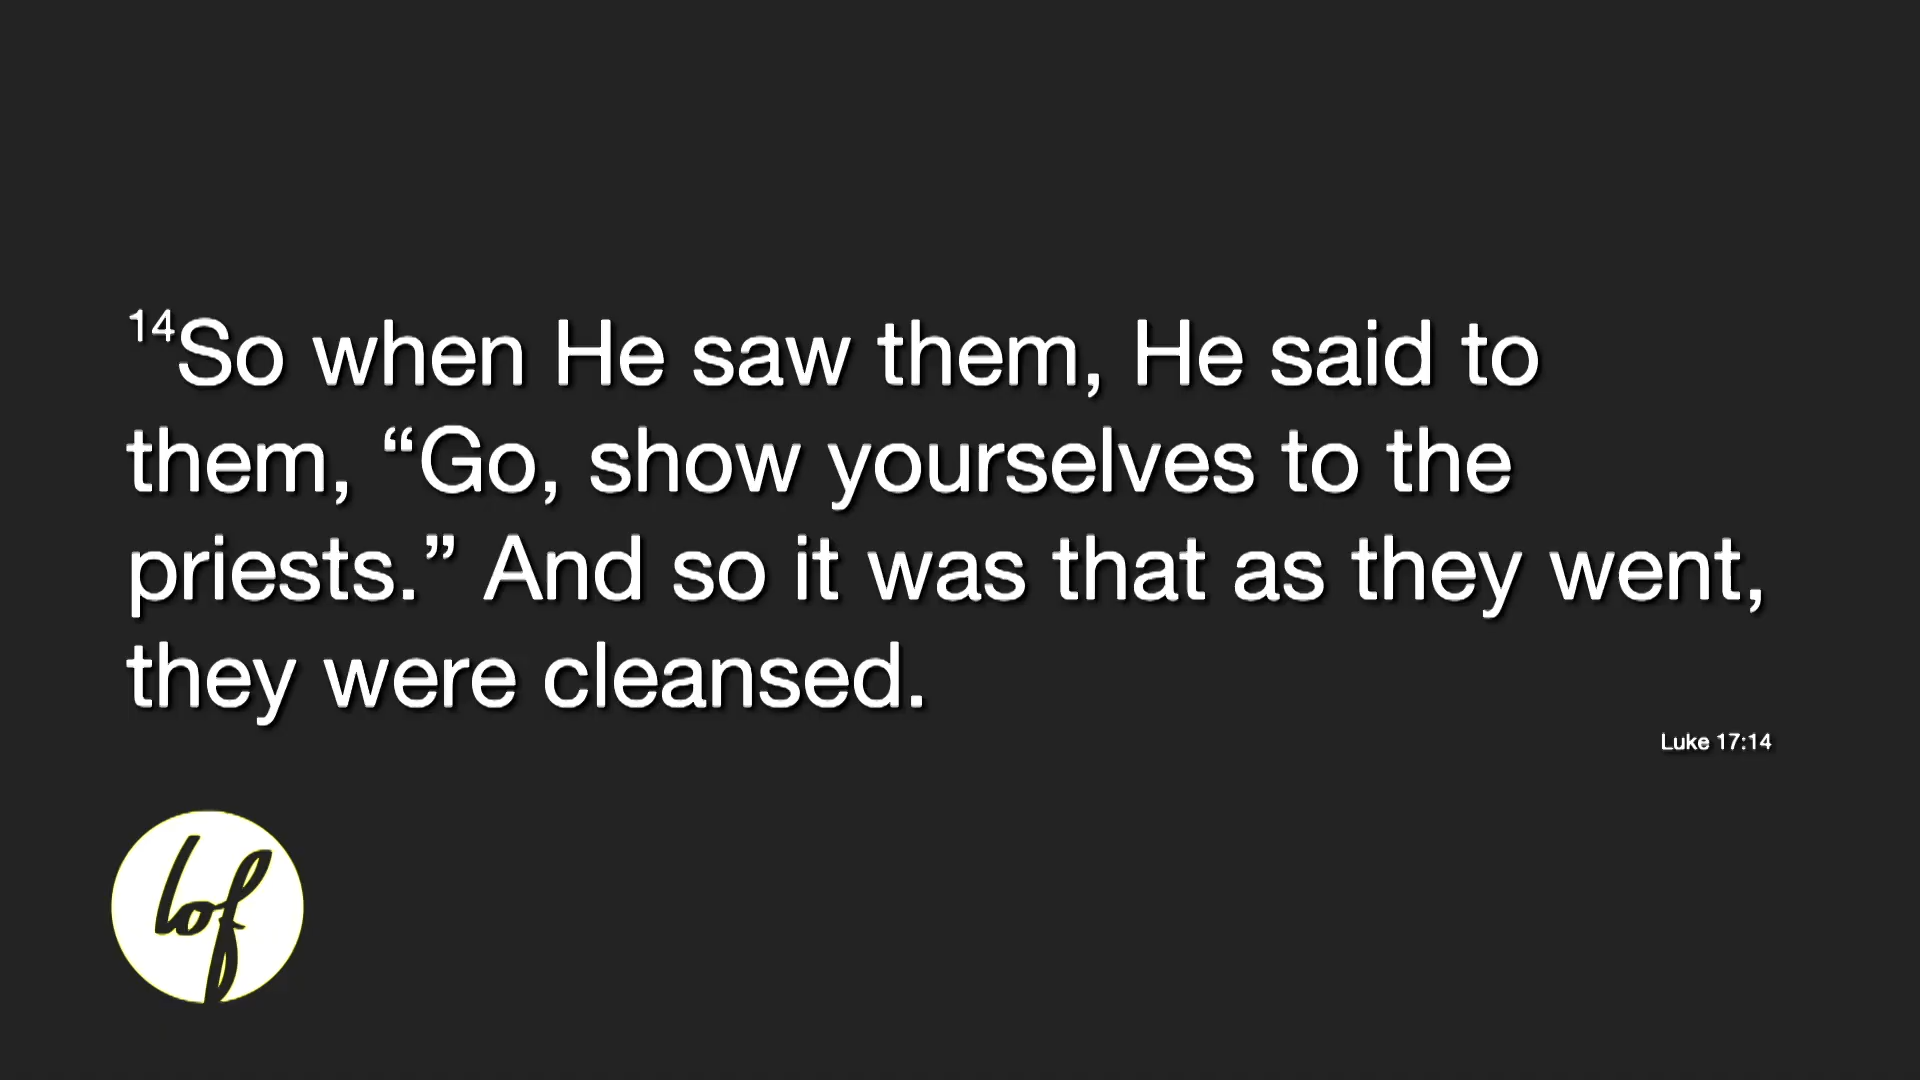 14So when He saw them, He said to
them, “Go, show yourselves to the
priests.” And so it was that as they went,
they were cleansed.
Luke 17:14
lof